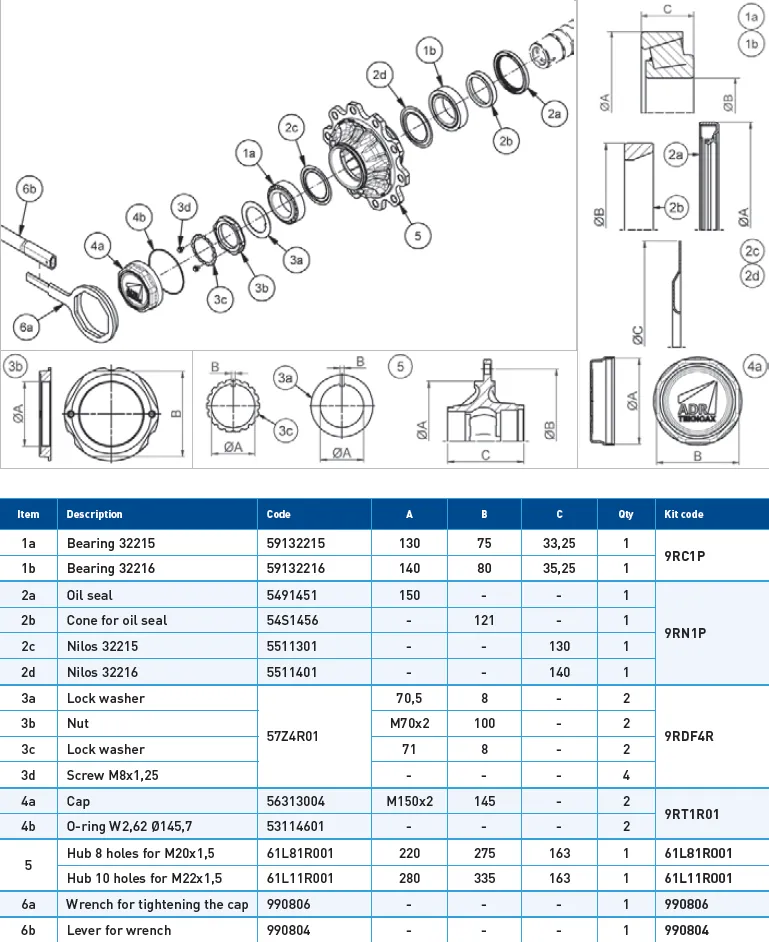 C
1a
1b
ØA
ØB
1b
2d
2a
2b
2c
1a
5
3a
3b
3c
3d
4b
4a
6b
6a
ADR
2a
2b
ØB
ØA
2c
2d
ØC
3b
ØA
B
B
3a
B
3c
ØA
ØA
5
ØA
ØB
C
4a
ØA
ADR
TEKNOAX
B
Item Description Code A B C Qty Kit code
1a Bearing 32215 59132215 130 75 33,25 1 9RC1P
1b Bearing 32216 59132216 140 80 35,25 1
2a Oil seal 5491451 150 - - 1 9RN1P
2b Cone for oil seal 54S1456 - 121 - 1
2c Nilos 32215 5511301 - - 130 1
2d Nilos 32216 5511401 - - 140 1
3a Lock washer 57Z4R01 70,5 8 - 2 9RDF4R
3b Nut M70x2 100 - 2
3c Lock washer 71 8 - 2
3d Screw M8x1,25 - - - 4
4a Cap 56313004 M150x2 145 - 2 9RT1R01
4b O-ring W2,62 Ø145,7 53114601 - - - 2
5 Hub 8 holes for M20x1,5 61L81R001 220 275 163 1 61L81R001
Hub 10 holes for M22x1,5 61L11R001 280 335 163 1 61L11R001
6a Wrench for tightening the cap 990806 - - - 1 990806
6b Lever for wrench 990804 - - - 1 990804